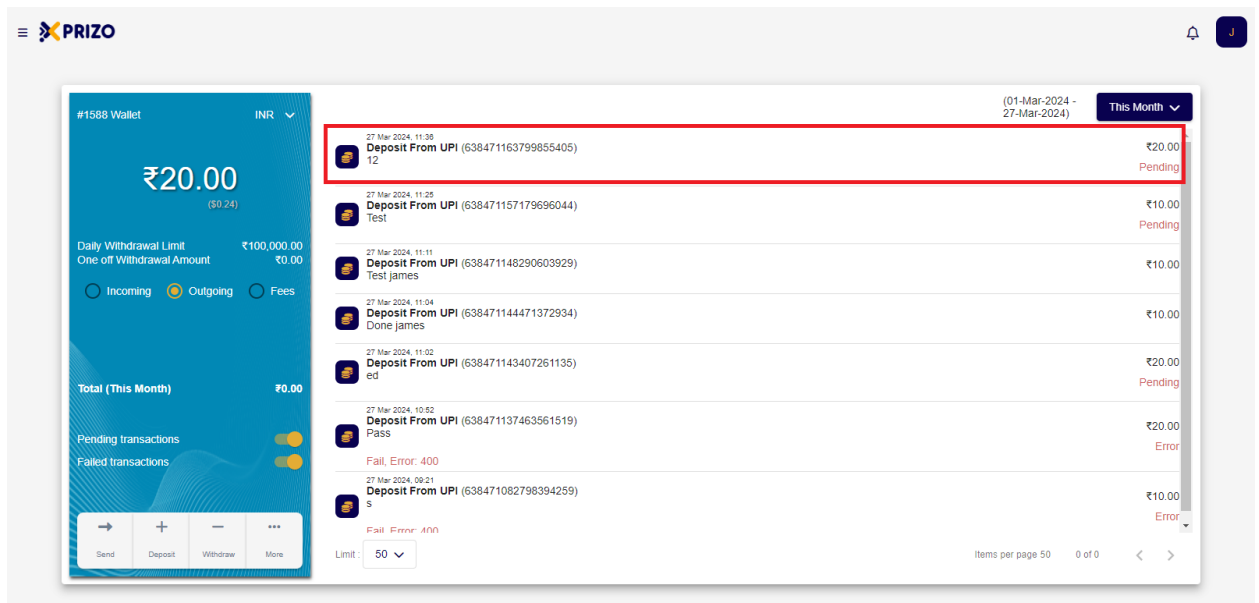 PRIZO
J
#1588 Wallet INR
₹20.00
($0.24)
Daily Withdrawal Limit ₹100,000.00
One off Withdrawal Amount ₹0.00
Incoming Outgoing Fees
Total (This Month) ₹0.00
Pending transactions
Failed transactions
Send Deposit Withdraw More
(01-Mar-2024 -
27-Mar-2024)
This Month
27 Mar 2024, 11:36
Deposit From UPI (638471163799855405) ₹20.00
12
Pending
27 Mar 2024, 11:25
Deposit From UPI (638471157179696044) ₹10.00
Test
Pending
27 Mar 2024, 11:11
Deposit From UPI (638471148290603929) ₹10.00
Test james
27 Mar 2024, 11:04
Deposit From UPI (638471144471372934) ₹10.00
Done james
27 Mar 2024, 11:02
Deposit From UPI (638471143407261135) ₹20.00
ed
Pending
27 Mar 2024, 10:52
Deposit From UPI (638471137463561519) ₹20.00
Pass
Error
Fail, Error: 400
27 Mar 2024, 09:21
Deposit From UPI (638471082798394259) ₹10.00
s
Error
Fail, Error: 400
Limit : 50 Items per page 50 0 of 0